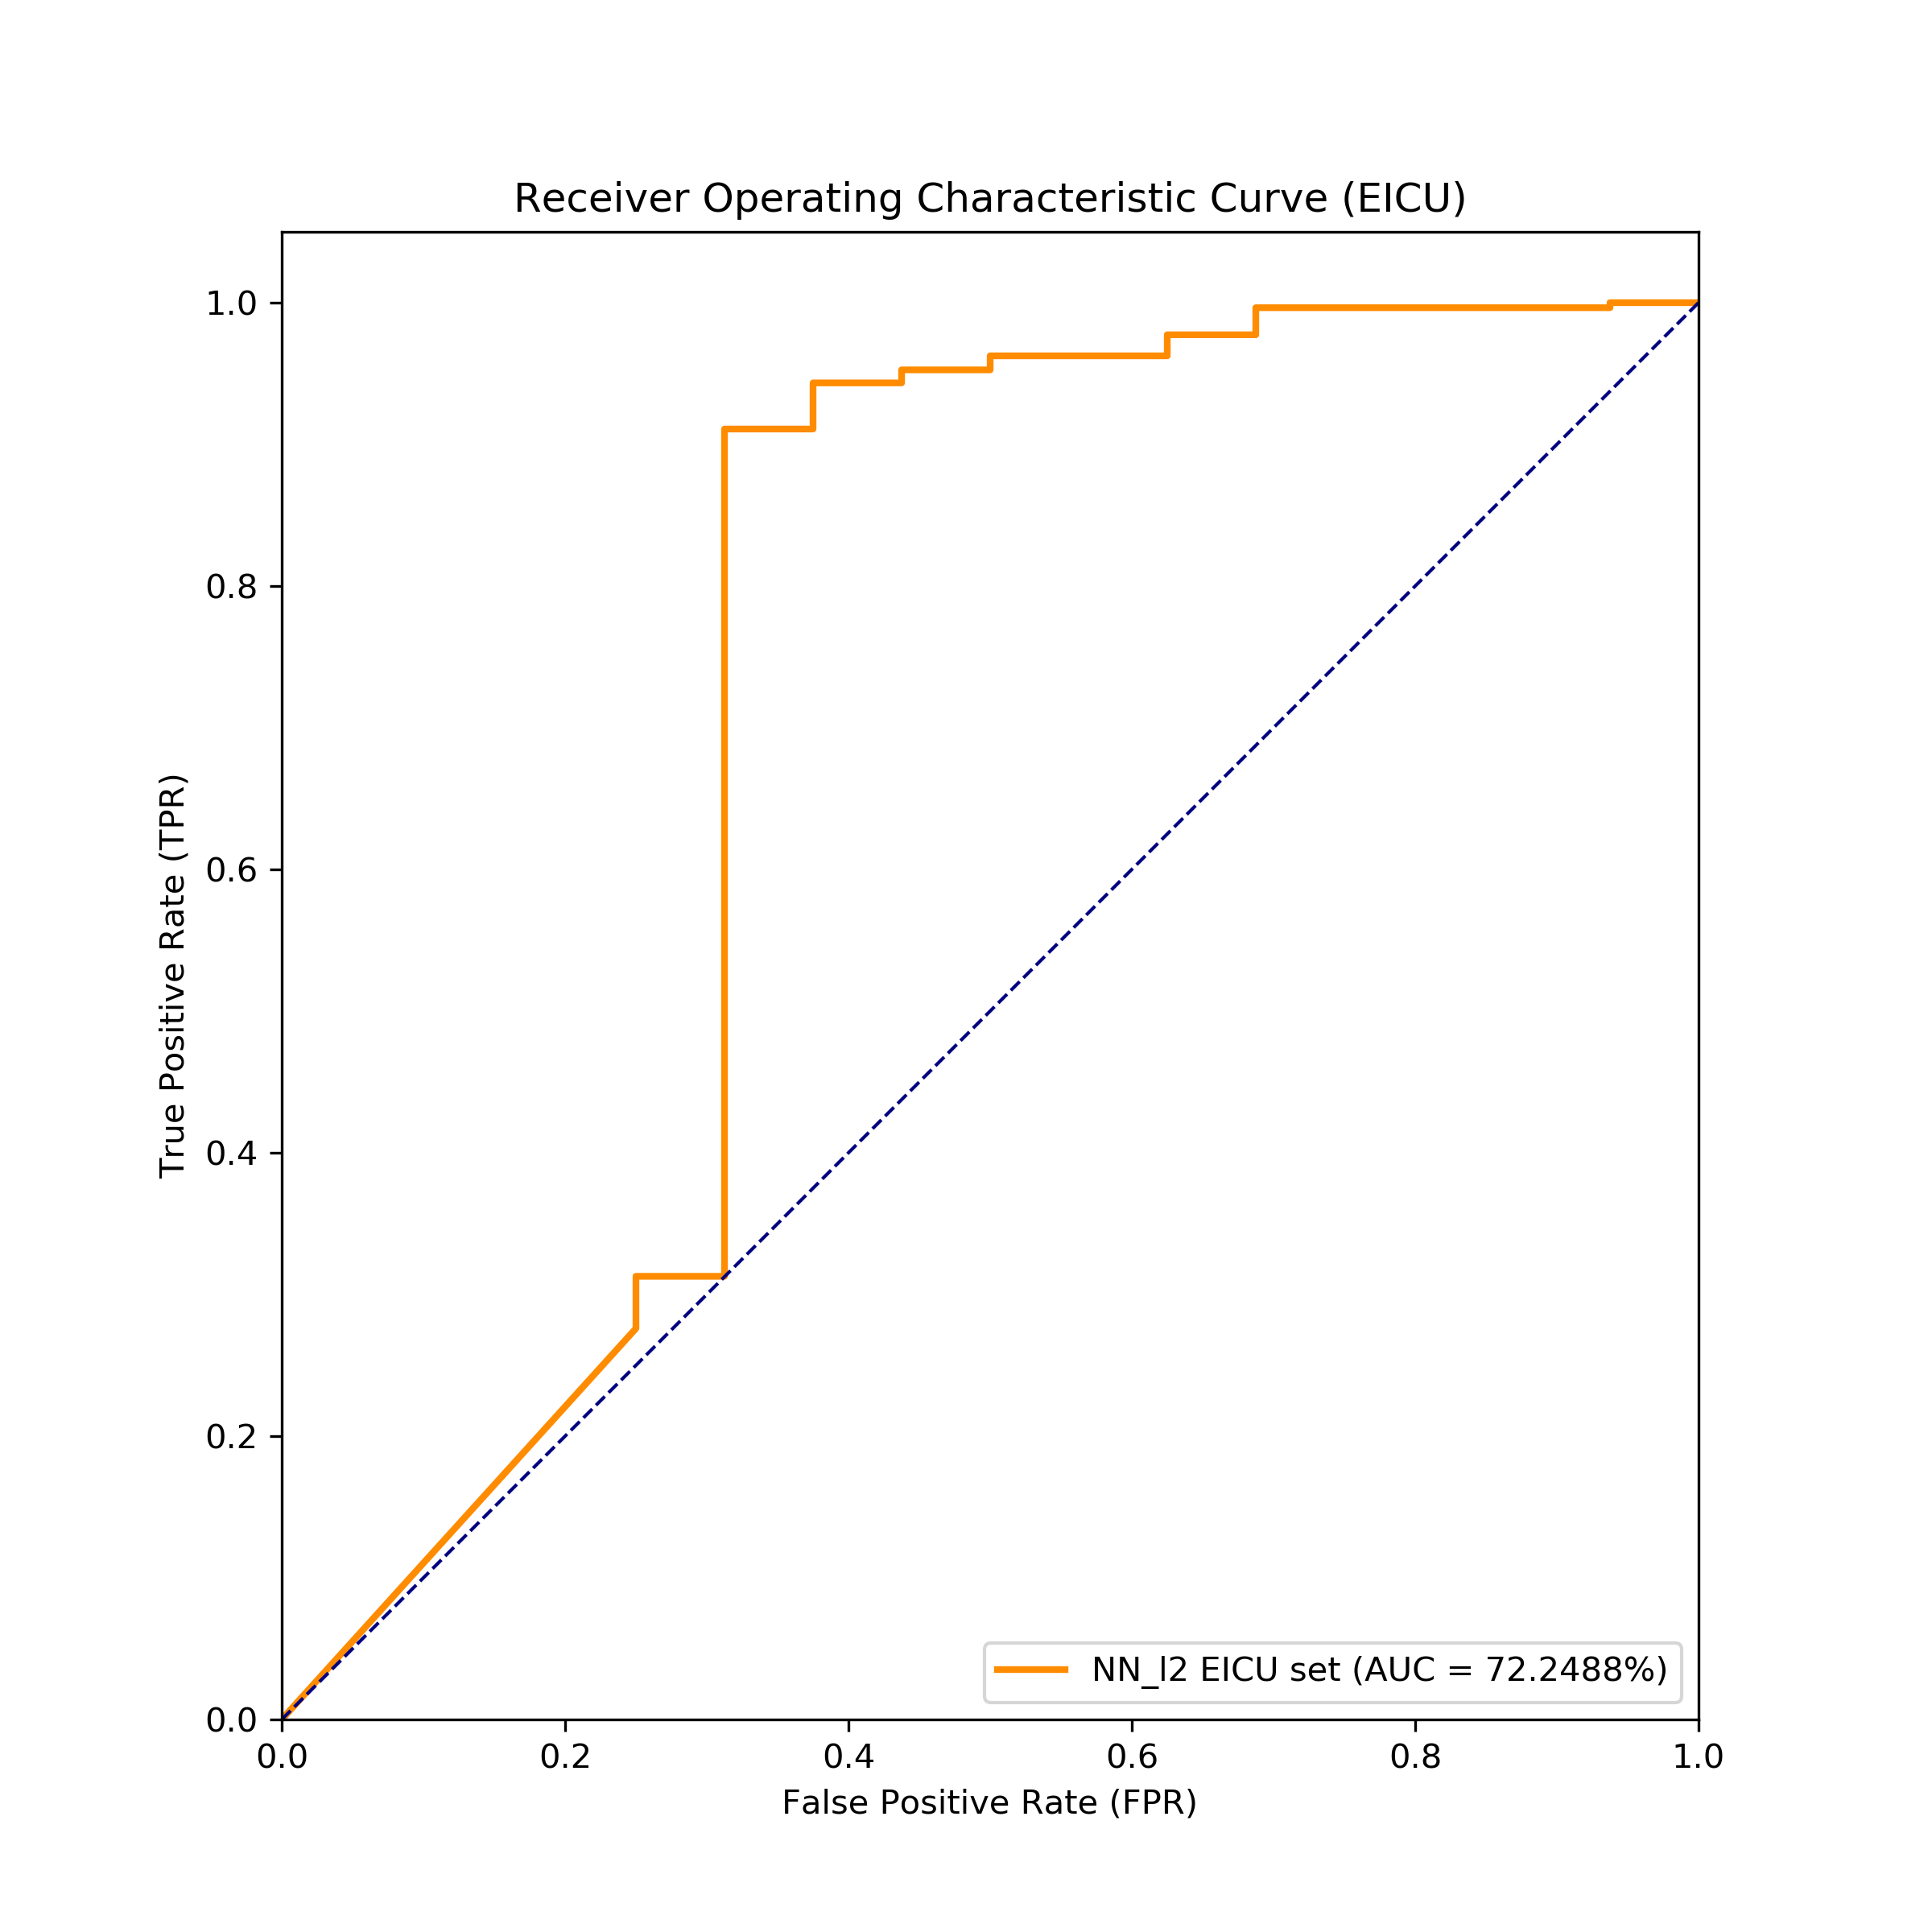 Receiver Operating Characteristic Curve (EICU)
1.0
0.8
0.6
0.4
0.2
0.0
True Positive Rate (TPR)
NN_l2 EICU set (AUC = 72.2488%)
0.0 0.2 0.4 0.6 0.8 1.0
False Positive Rate (FPR)